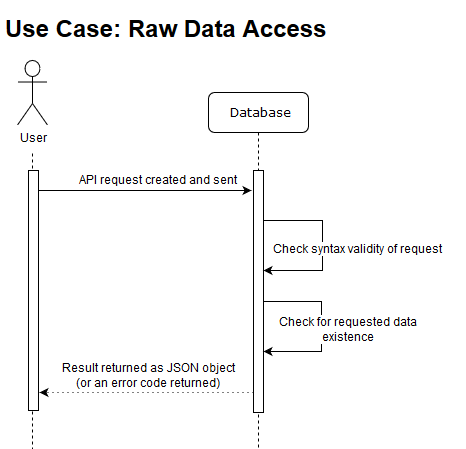 Use Case: Raw Data Access
User
Database
API request created and sent
Check syntax validity of request
Check for requested data
existence
Result returned as JSON object
(or an error code returned)